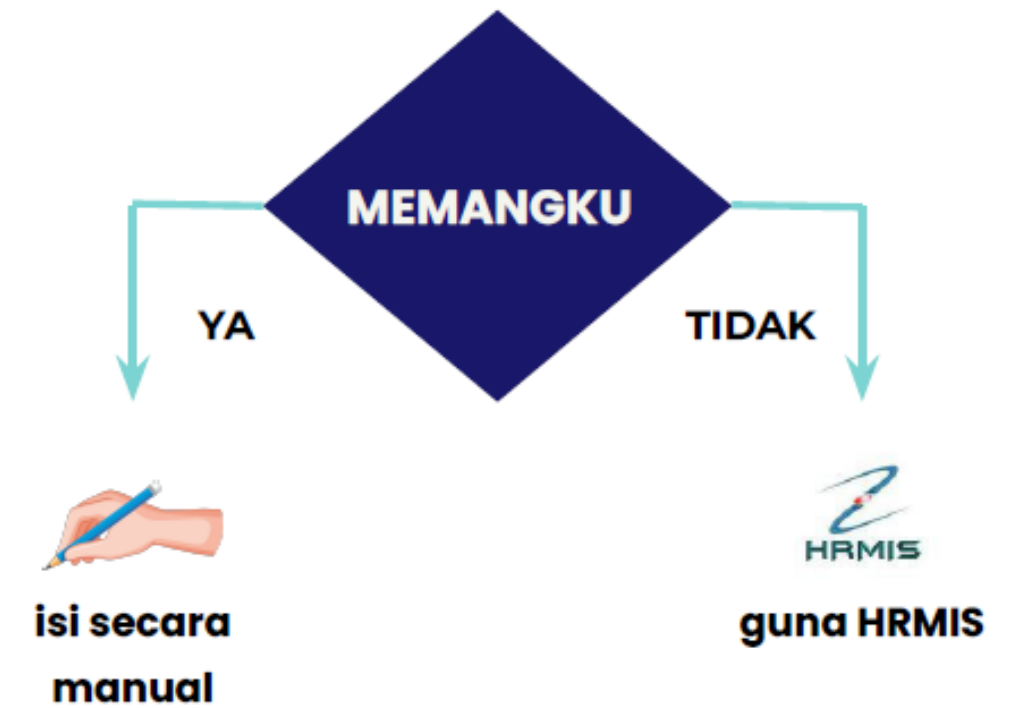 MEMANGKU
YA
TIDAK
HRMIS
isi secara
manual
guna HRMIS